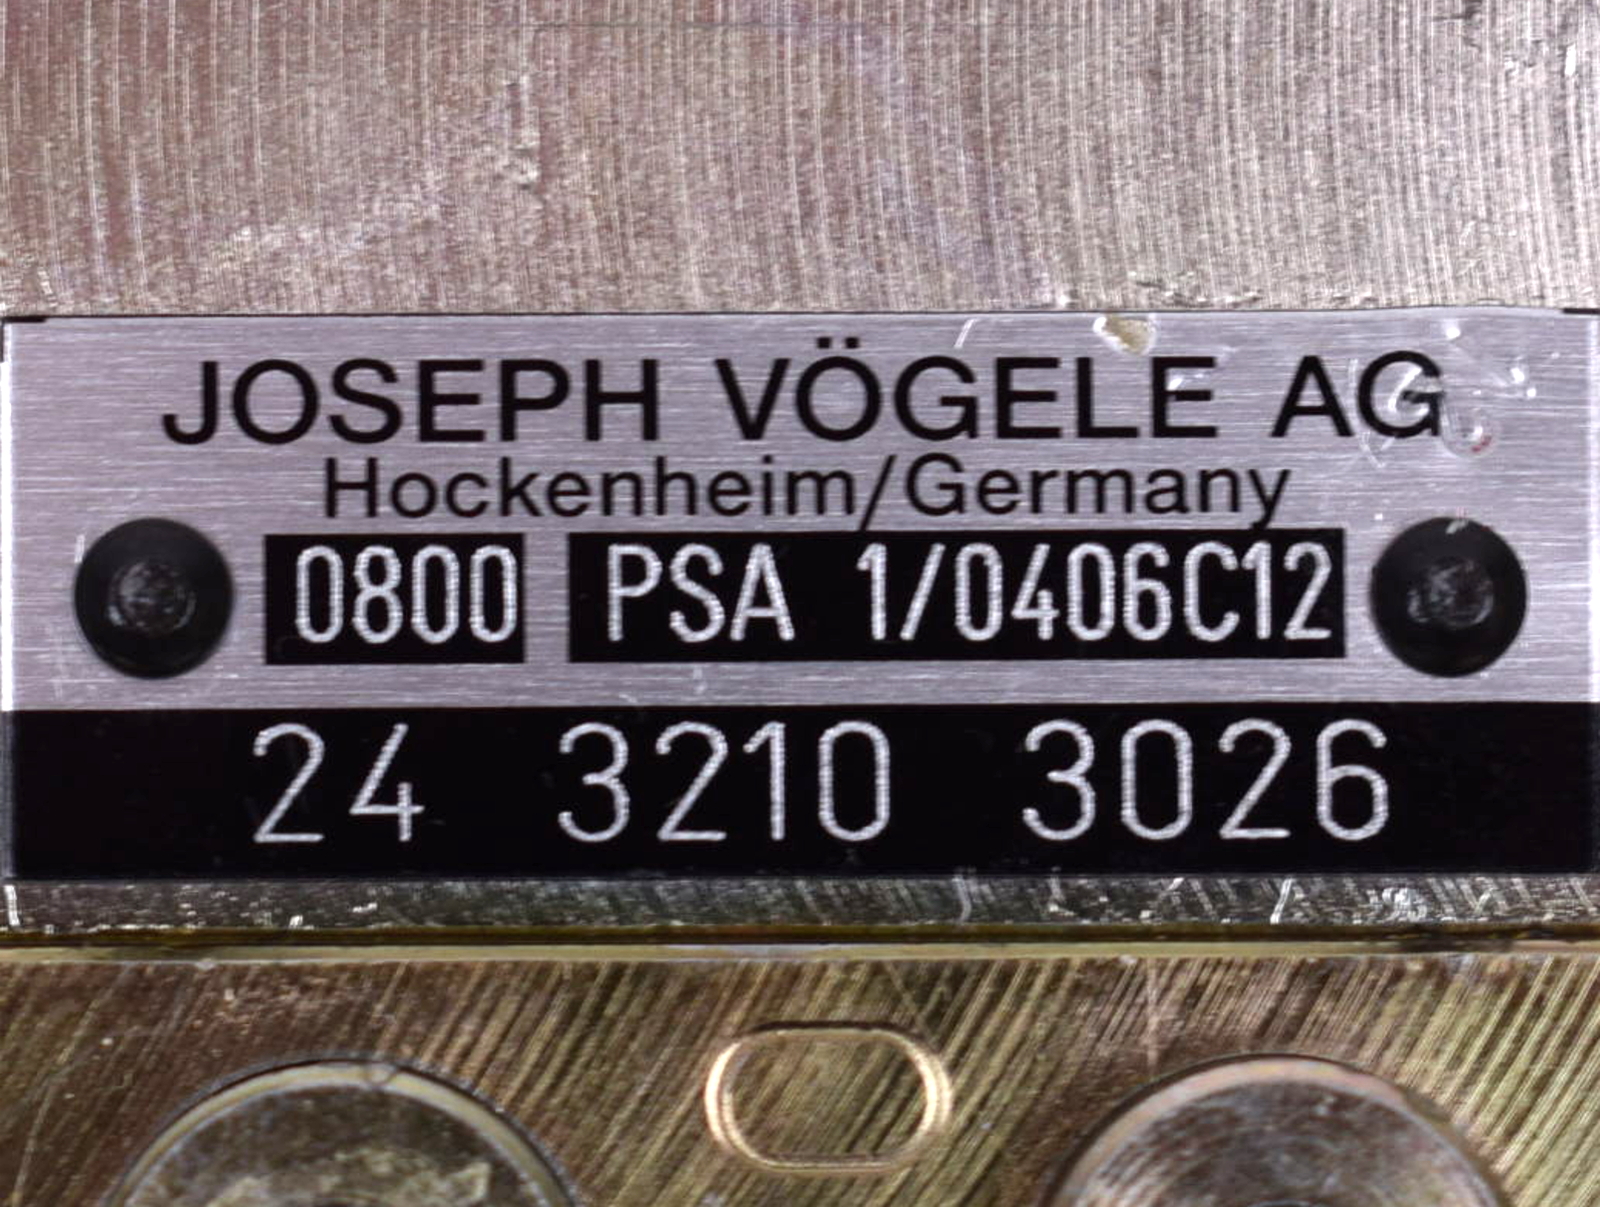 JOSEPH VÖGELE AG
Hockenheim/Germany
0800 PSA 1/0406C12
24 3210 3026